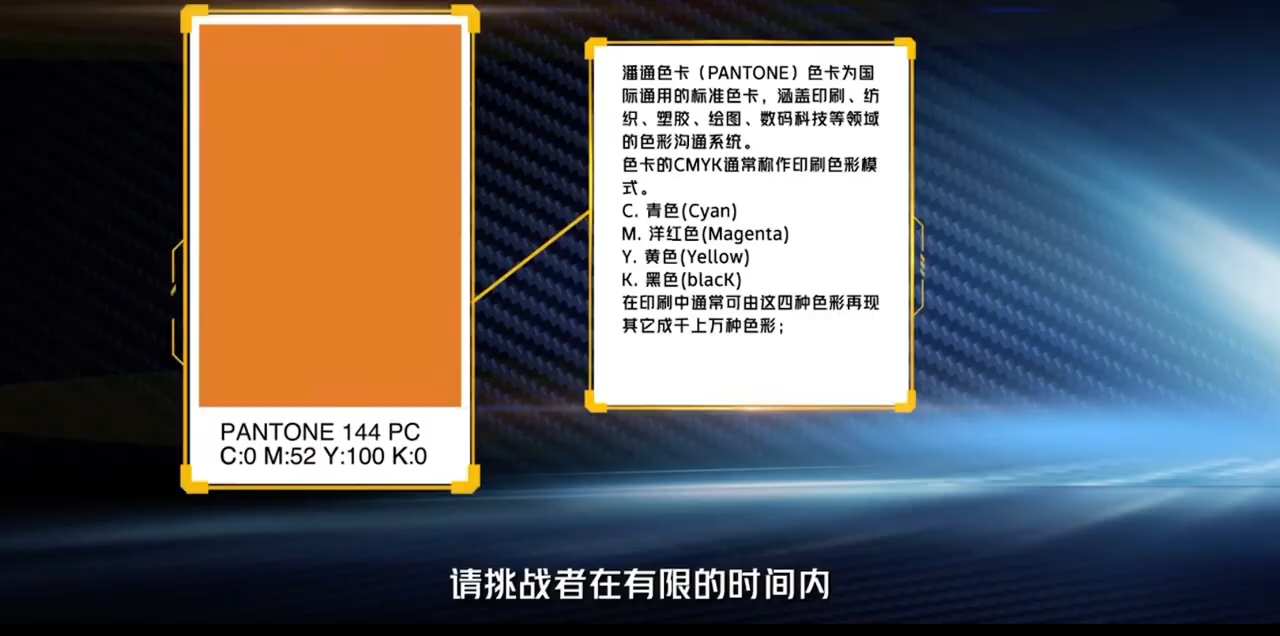 PANTONE 144 PC
C:0 M:52 Y:100 K:0
潘通色卡（PANTONE）色卡为国
际通用的标准色卡，涵盖印刷、纺
织、塑胶、绘图、数码科技等领域
的色彩沟通系统。
色卡的CMYK通常称作印刷色彩模
式。
C. 青色(Cyan)
M. 洋红色(Magenta)
Y. 黄色(Yellow)
K. 黑色(blacK)
在印刷中通常可由这四种色彩再现
其它成千上万种色彩；
请挑战者在有限的时间内